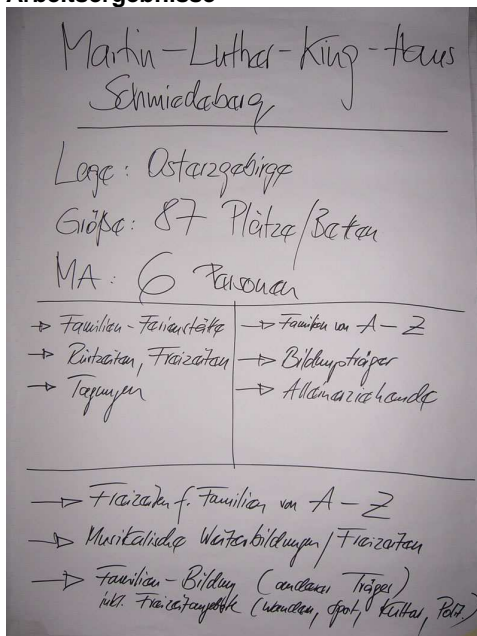 Arbeitsergebnisse
Martin-Luther-King-Haus
Schmiedeberg
Lage: Osterzgebirge
Größe: 87 Plätze/Betten
MA: 6 Personen
→ Familien-Ferienstätte
→ Rüstzeiten, Freizeiten
→ Tagungen
→ Familien von A-Z
→ Bildungsträger
→ Alleinerziehende
→ Freizeiten f. Familien von A-Z
→ Musikalische Weiterbildungen/Freizeiten
→ Familien-Bildung (anderer Träger)
inkl. Freizeitangebote (wandern, Sport, Kultur, Polit.)